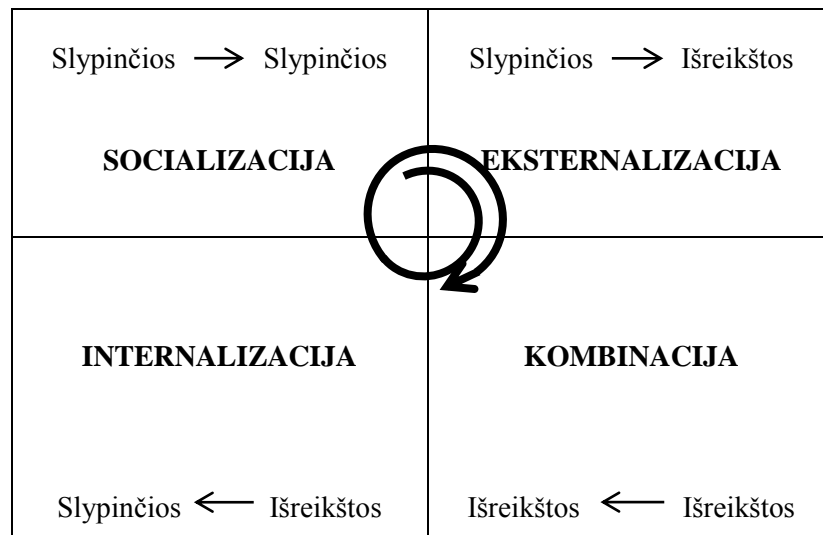 Slypinčios → Slypinčios
Slypinčios → Išreikštos
SOCIALIZACIJA
EKSTERNALIZACIJA
INTERNALIZACIJA
KOMBINACIJA
Slypinčios ← Išreikštos
Išreikštos ← Išreikštos